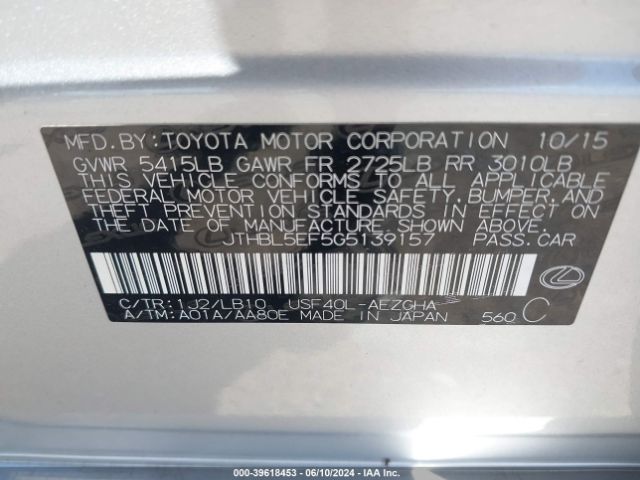 MFD.BY:TOYOTA MOTOR CORPORATION 10/15
GVWR 5415LB GAWR FR 2725LB RR 3010LB
THIS VEHICLE CONFORMS TO ALL APPLICABLE
FEDERAL MOTOR VEHICLE SAFETY,BUMPER,AND
THEFT PREVENTION STANDARDS IN EFFECT ON
THE DATE OF MANUFACTURE SHOWN ABOVE.
JTHBL5EF5G5139157 PASS.CAR
C/TR:1J2/LB10 USF40L-AEZGHA
A/TM:A01A/AA80E MADE IN JAPAN 560 C
000-39618453 - 06/10/2024 - IAA Inc.